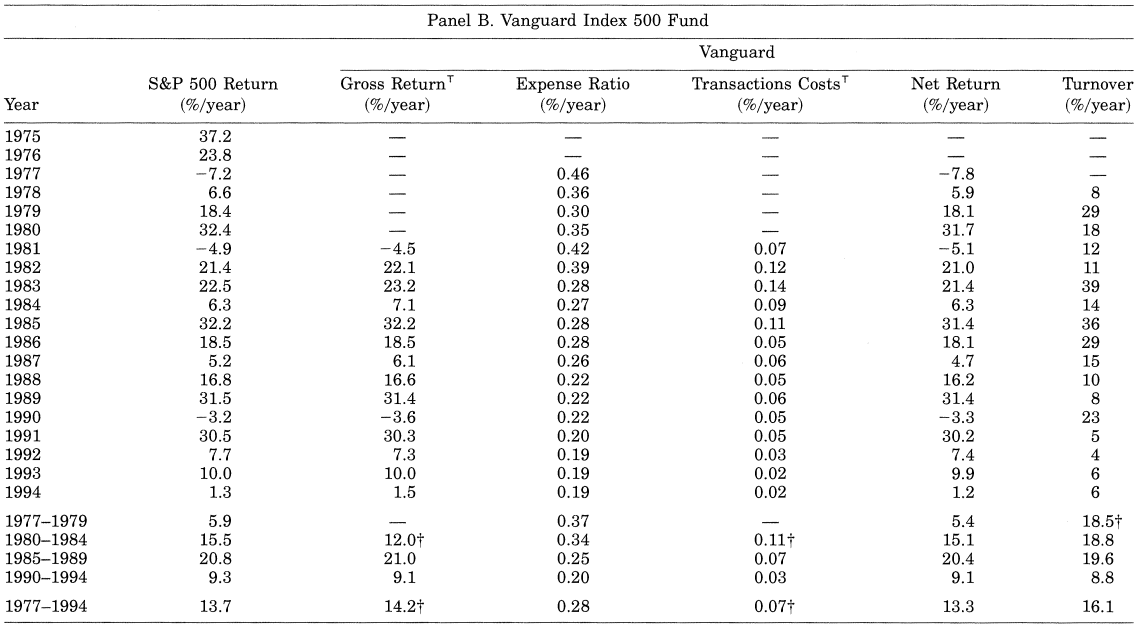 Panel B. Vanguard Index 500 Fund
Vanguard
S&P 500 Return Gross Return⊤ Expense Ratio Transactions Costs⊤ Net Return Turnover
Year (%/year) (%/year) (%/year) (%/year) (%/year) (%/year)
1975 37.2 — — — — —
1976 23.8 — — — — —
1977 −7.2 — 0.46 — −7.8 —
1978 6.6 — 0.36 — 5.9 8
1979 18.4 — 0.30 — 18.1 29
1980 32.4 — 0.35 — 31.7 18
1981 −4.9 −4.5 0.42 0.07 −5.1 12
1982 21.4 22.1 0.39 0.12 21.0 11
1983 22.5 23.2 0.28 0.14 21.4 39
1984 6.3 7.1 0.27 0.09 6.3 14
1985 32.2 32.2 0.28 0.11 31.4 36
1986 18.5 18.5 0.28 0.05 18.1 29
1987 5.2 6.1 0.26 0.06 4.7 15
1988 16.8 16.6 0.22 0.05 16.2 10
1989 31.5 31.4 0.22 0.06 31.4 8
1990 −3.2 −3.6 0.22 0.05 −3.3 23
1991 30.5 30.3 0.20 0.05 30.2 5
1992 7.7 7.3 0.19 0.03 7.4 4
1993 10.0 10.0 0.19 0.02 9.9 6
1994 1.3 1.5 0.19 0.02 1.2 6
1977–1979 5.9 — 0.37 — 5.4 18.5†
1980–1984 15.5 12.0† 0.34 0.11† 15.1 18.8
1985–1989 20.8 21.0 0.25 0.07 20.4 19.6
1990–1994 9.3 9.1 0.20 0.03 9.1 8.8
1977–1994 13.7 14.2† 0.28 0.07† 13.3 16.1